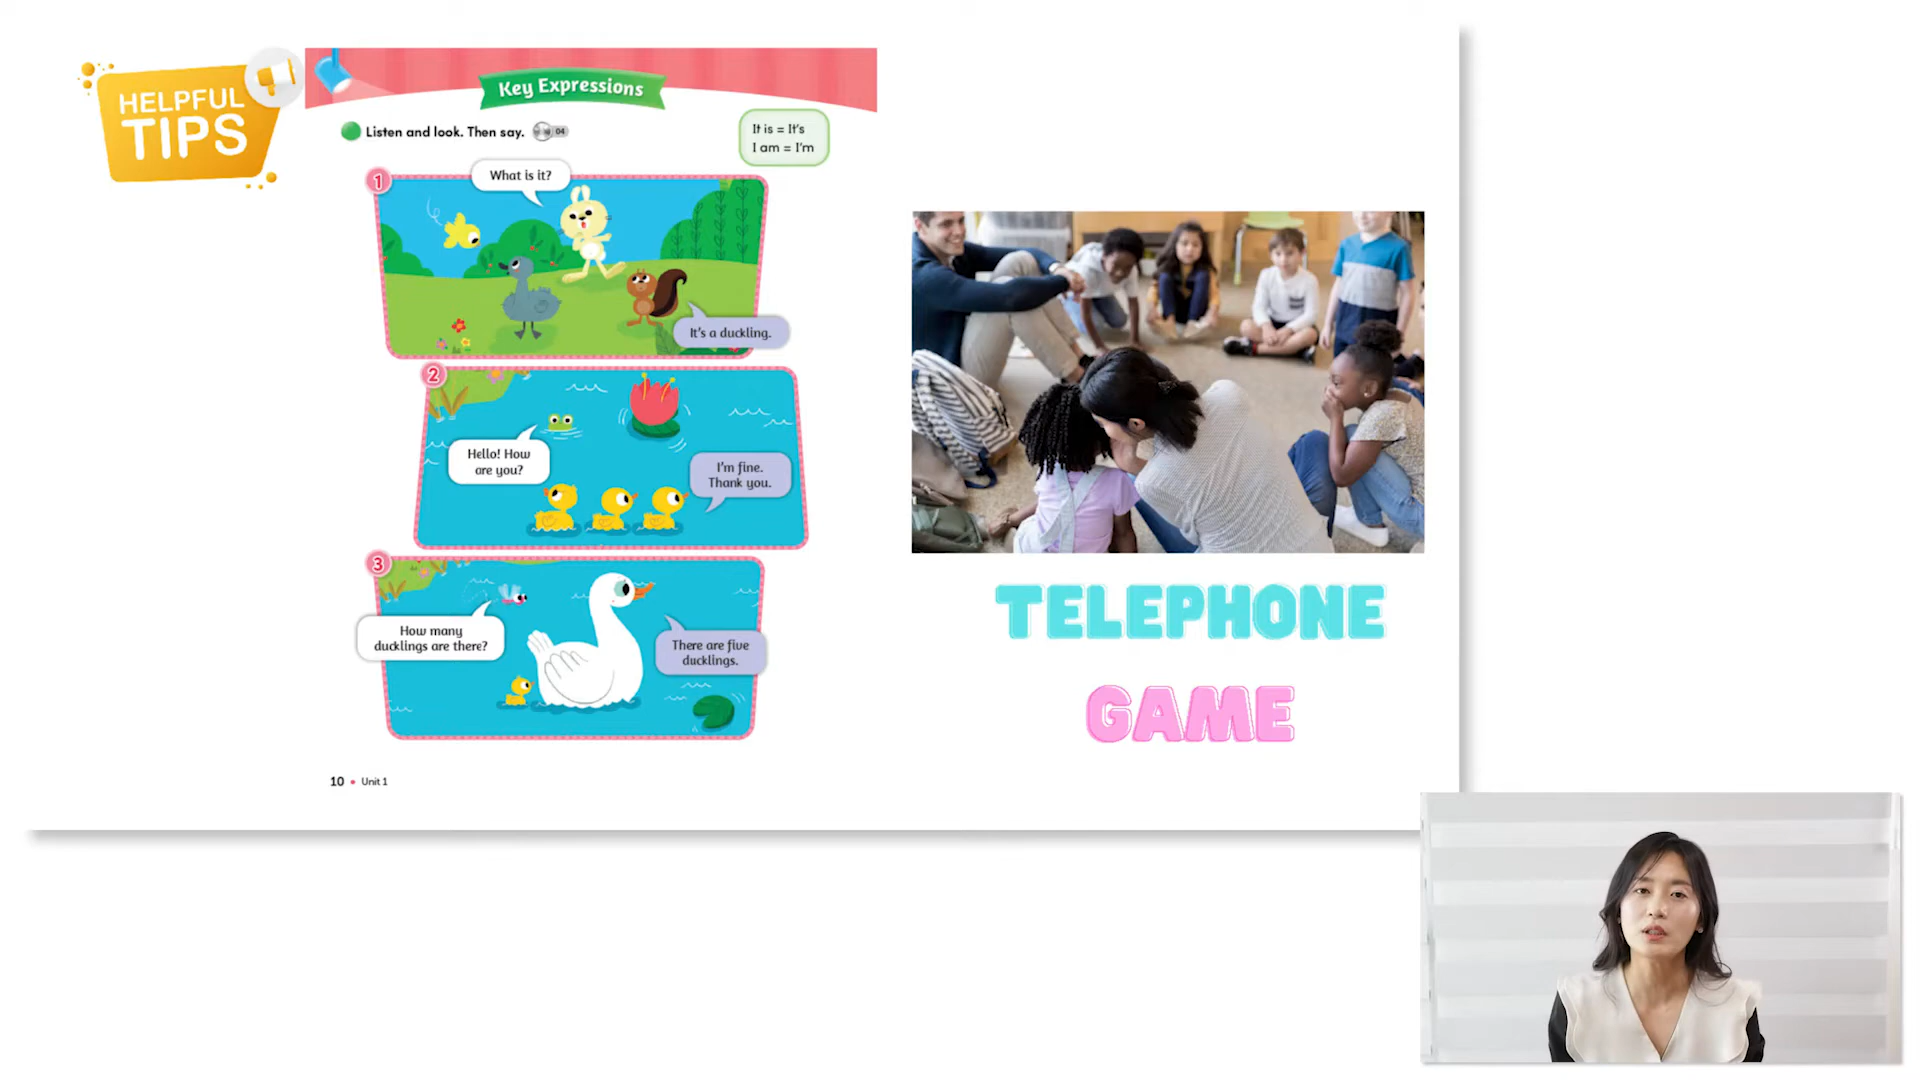 HELPFUL
TIPS
Key Expressions
Listen and look. Then say.
04
It is = It's
I am = I'm
1
What is it?
It's a duckling.
2
Hello! How
are you?
I'm fine.
Thank you.
3
How many
ducklings are there?
There are five
ducklings.
10 • Unit 1
TELEPHONE
GAME